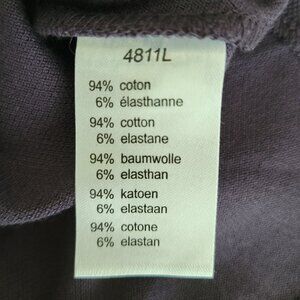 4811L
94% coton
6% élasthanne
94% cotton
6% elastane
94% baumwolle
6% elasthan
94% katoen
6% elastaan
94% cotone
6% elastan